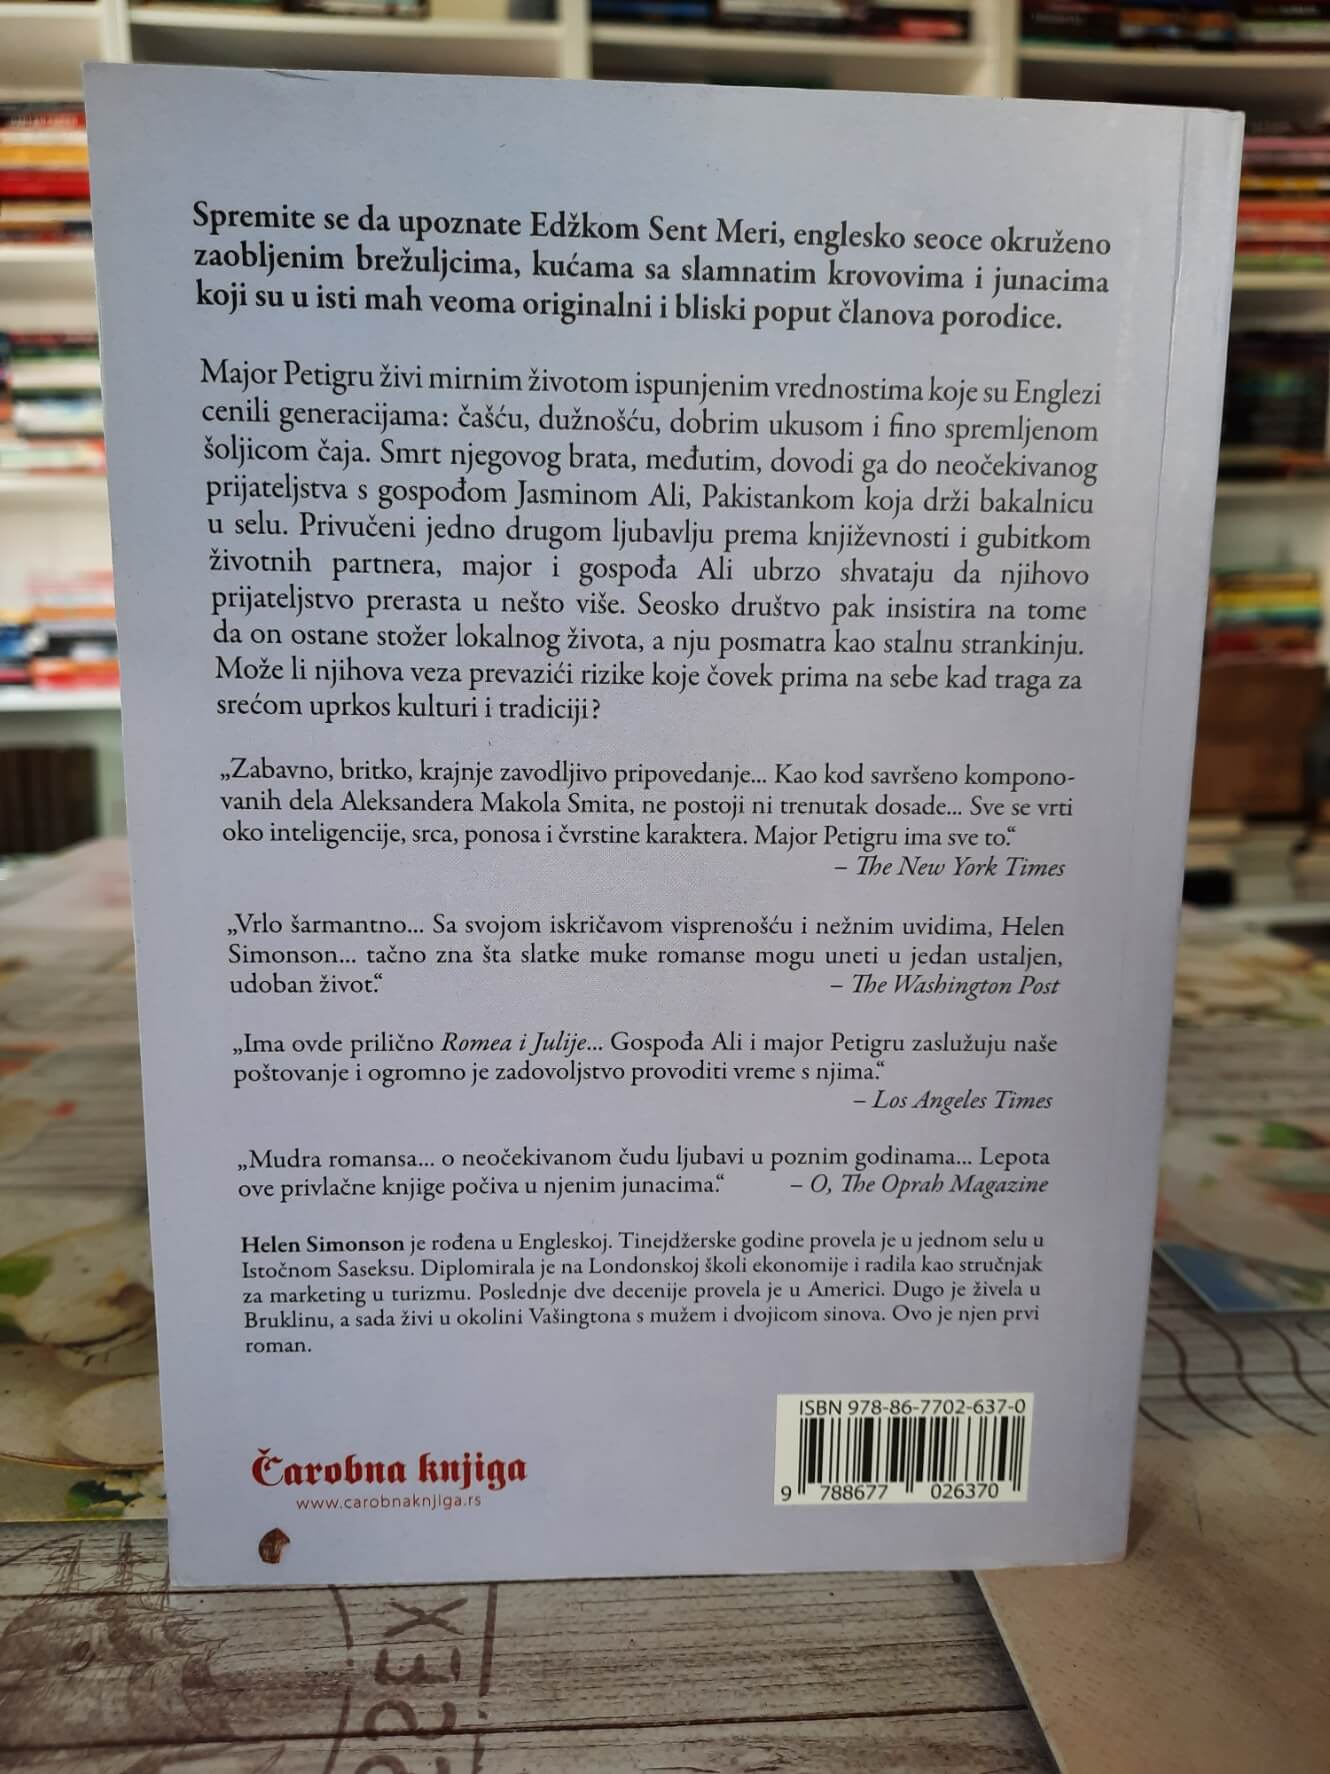 Spremite se da upoznate Edžkom Sent Meri, englesko seoce okruženo
zaobljenim brežuljcima, kućama sa slamnatim krovovima i junacima
koji su u isti mah veoma originalni i bliski poput članova porodice.
Major Petigru živi mirnim životom ispunjenim vrednostima koje su Englezi
cenili generacijama: čašću, dužnošću, dobrim ukusom i fino spremljenom
šoljicom čaja. Smrt njegovog brata, međutim, dovodi ga do neočekivanog
prijateljstva s gospođom Jasminom Ali, Pakistankom koja drži bakalnicu
u selu. Privučeni jedno drugom ljubavlju prema književnosti i gubitkom
životnih partnera, major i gospođa Ali ubrzo shvataju da njihovo
prijateljstvo prerasta u nešto više. Seosko društvo pak insistira na tome
da on ostane stožer lokalnog života, a nju posmatra kao stalnu strankinju.
Može li njihova veza prevazići rizike koje čovek prima na sebe kad traga za
srećom uprkos kulturi i tradiciji?
„Zabavno, britko, krajnje zavodljivo pripovedanje... Kao kod savršeno kompono-
vanih dela Aleksandera Makola Smita, ne postoji ni trenutak dosade... Sve se vrti
oko inteligencije, srca, ponosa i čvrstine karaktera. Major Petigru ima sve to.“
– The New York Times
„Vrlo šarmantno... Sa svojom iskričavom visprenošću i nežnim uvidima, Helen
Simonson... tačno zna šta slatke muke romanse mogu uneti u jedan ustaljen,
udoban život.“ – The Washington Post
„Ima ovde prilično Romea i Julije... Gospođa Ali i major Petigru zaslužuju naše
poštovanje i ogromno je zadovoljstvo provoditi vreme s njima.“
– Los Angeles Times
„Mudra romansa... o neočekivanom čudu ljubavi u poznim godinama... Lepota
ove privlačne knjige počiva u njenim junacima.“ – O, The Oprah Magazine
Helen Simonson je rođena u Engleskoj. Tinejdžerske godine provela je u jednom selu u
Istočnom Saseksu. Diplomirala je na Londonskoj školi ekonomije i radila kao stručnjak
za marketing u turizmu. Poslednje dve decenije provela je u Americi. Dugo je živela u
Bruklinu, a sada živi u okolini Vašingtona s mužem i dvojicom sinova. Ovo je njen prvi
roman.
ISBN 978-86-7702-637-0
9 788677 026370
Čarobna knjiga
www.carobnaknjiga.rs